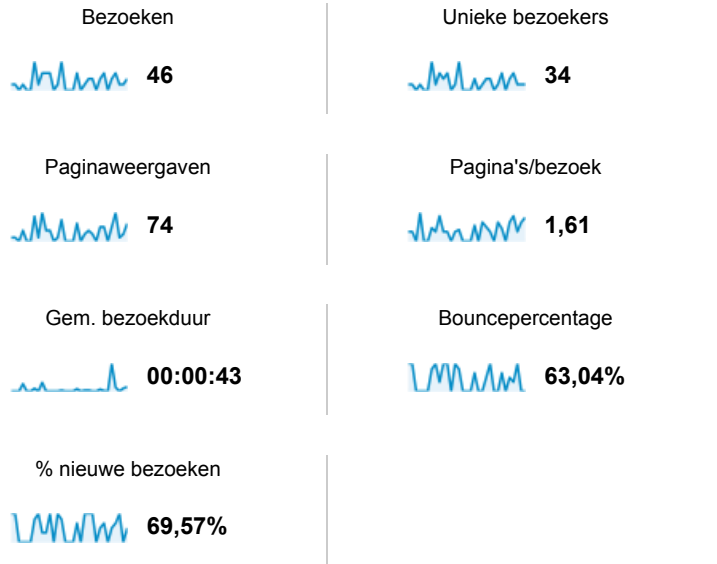 Bezoeken
46
Unieke bezoekers
34
Paginaweergaven
74
Pagina's/bezoek
1,61
Gem. bezoekduur
00:00:43
Bouncepercentage
63,04%
% nieuwe bezoeken
69,57%